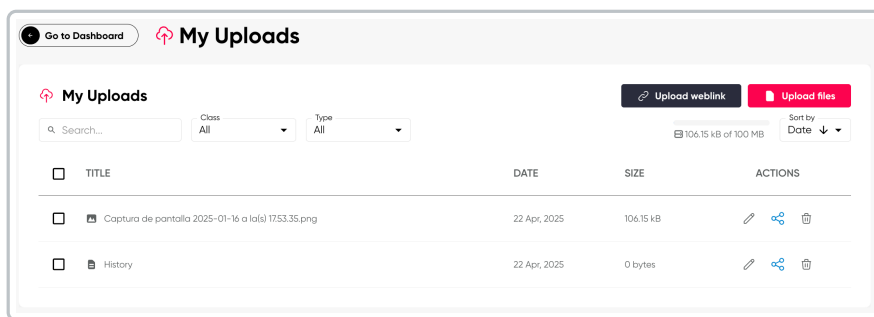 Go to Dashboard
My Uploads
My Uploads
Upload weblink
Upload files
Search...
Class
All
Type
All
106.15 kB of 100 MB
Sort by
Date
TITLE DATE SIZE ACTIONS
Captura de pantalla 2025-01-16 a la(s) 17.53.35.png 22 Apr, 2025 106.15 kB
History 22 Apr, 2025 0 bytes